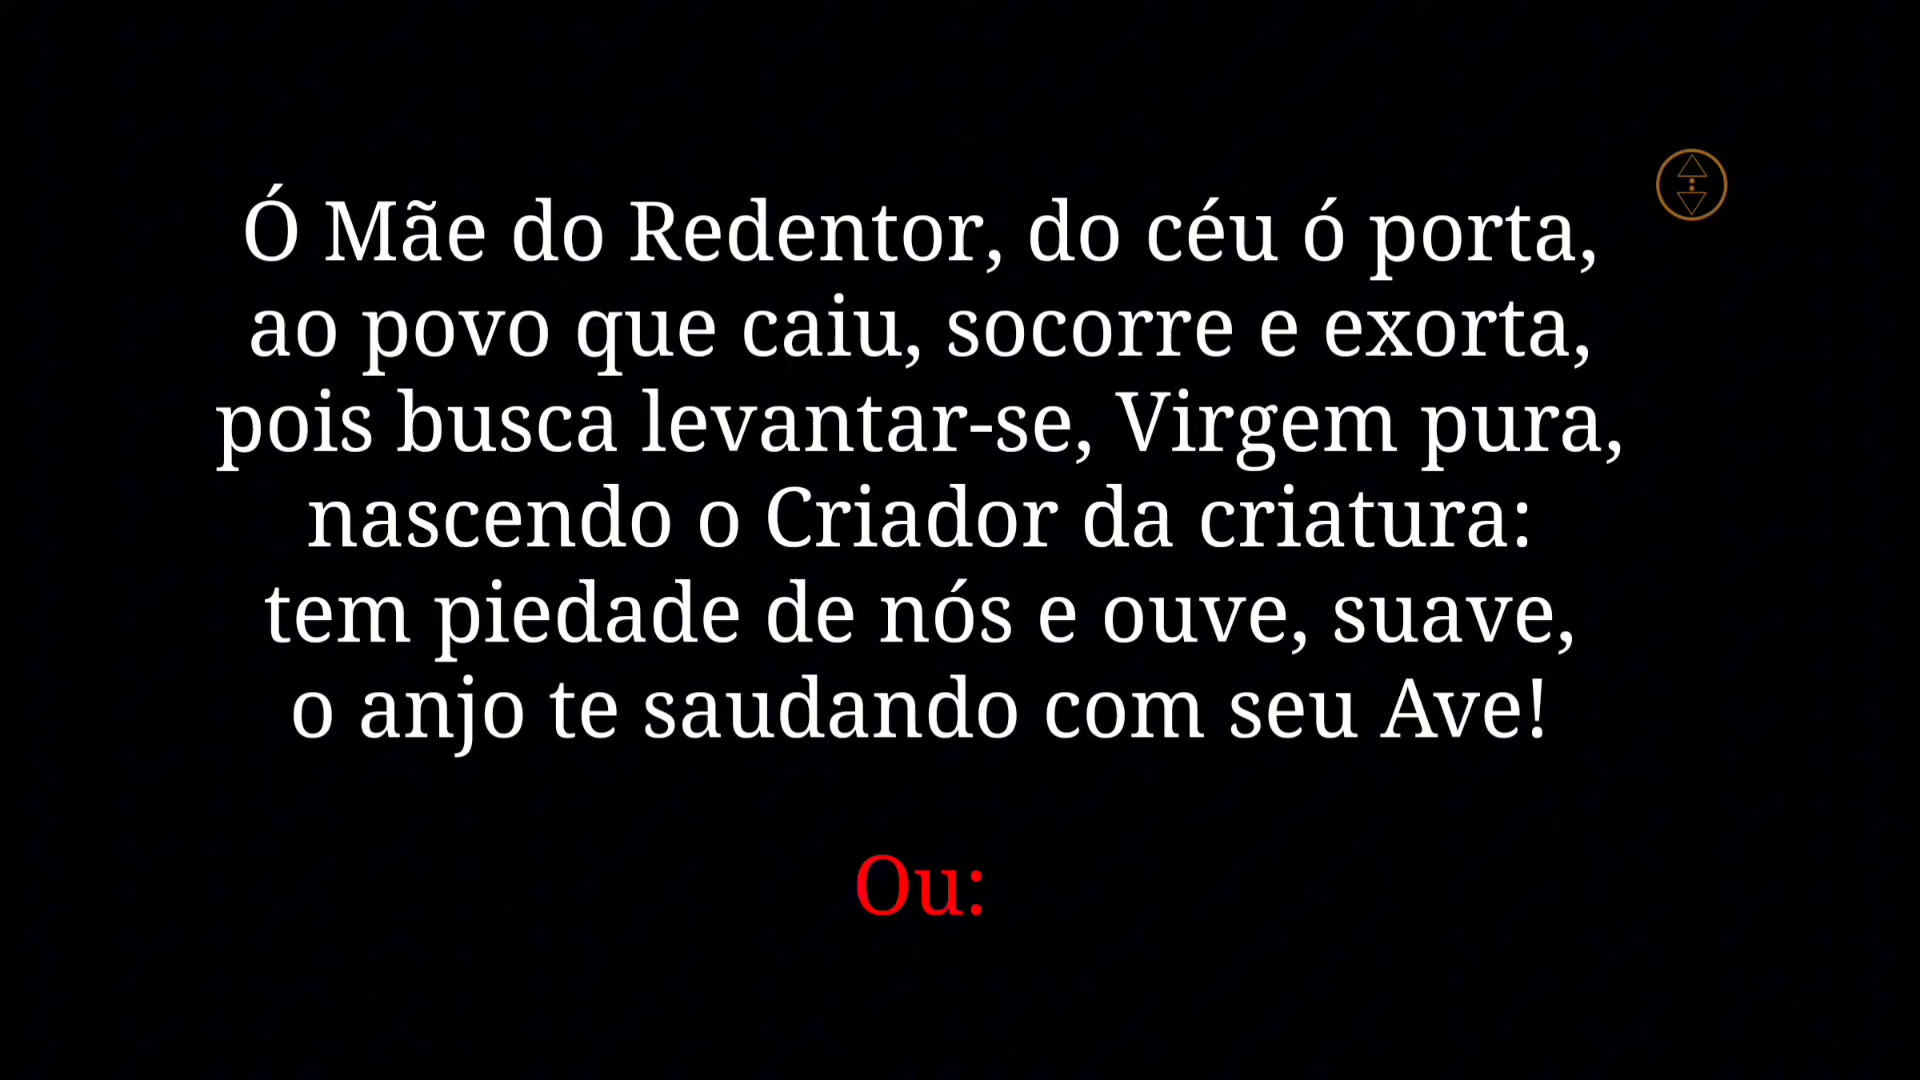 Ó Mãe do Redentor, do céu ó porta,
ao povo que caiu, socorre e exorta,
pois busca levantar-se, Virgem pura,
nascendo o Criador da criatura:
tem piedade de nós e ouve, suave,
o anjo te saudando com seu Ave!
Ou: